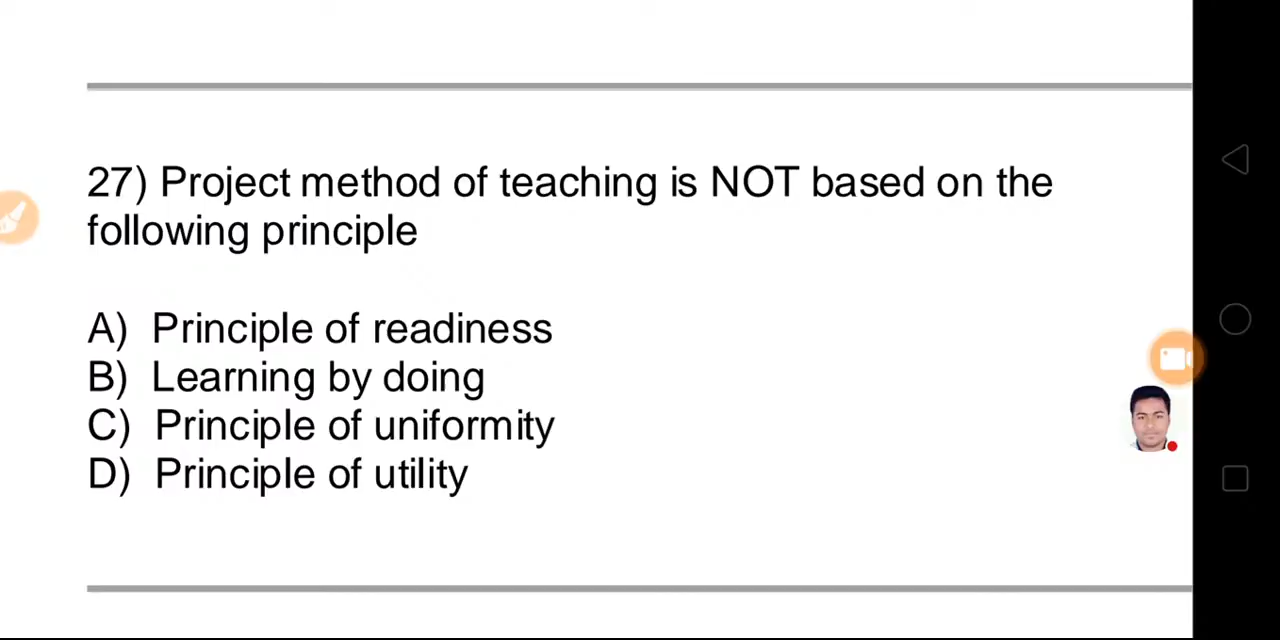 27) Project method of teaching is NOT based on the
following principle
A) Principle of readiness
B) Learning by doing
C) Principle of uniformity
D) Principle of utility